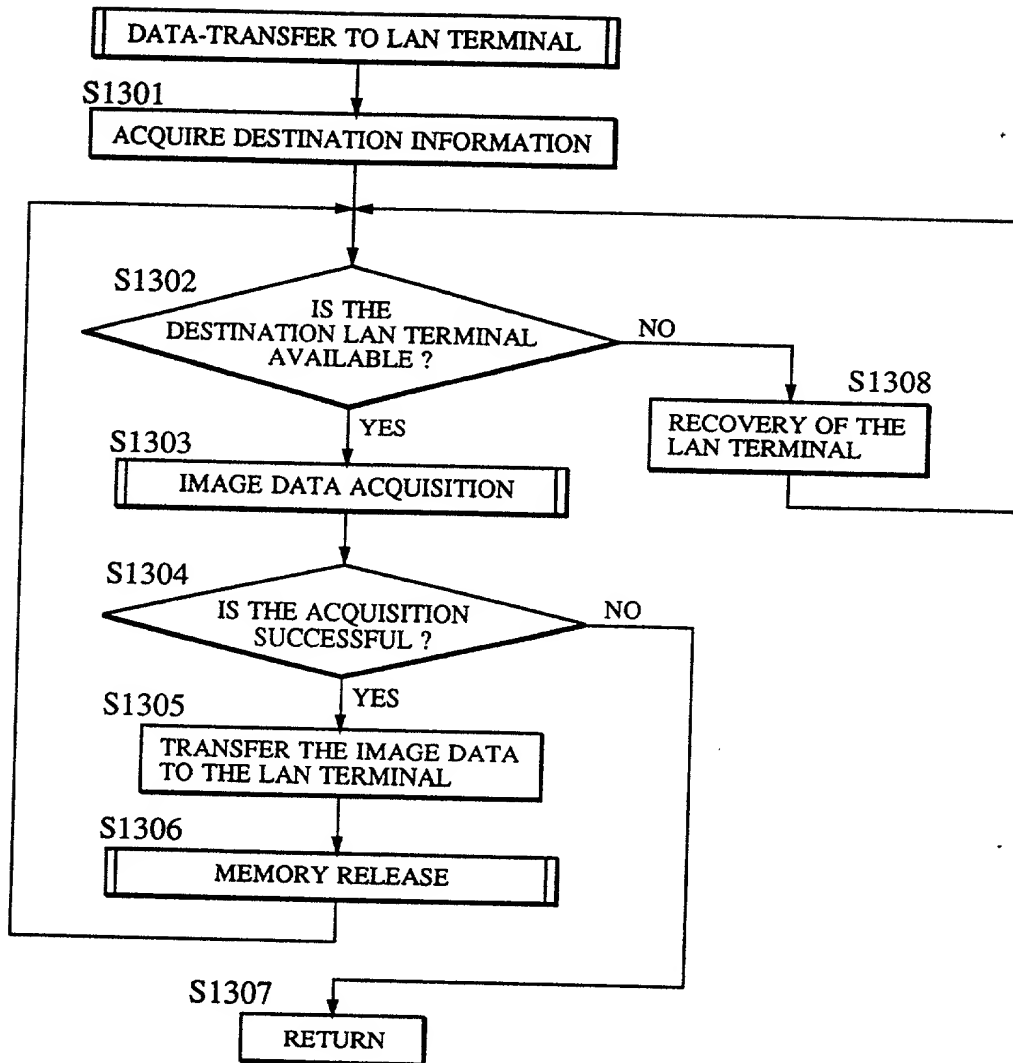 DATA-TRANSFER TO LAN TERMINAL
S1301
ACQUIRE DESTINATION INFORMATION
S1302
IS THE
DESTINATION LAN TERMINAL
AVAILABLE ?
NO
S1308
RECOVERY OF THE
LAN TERMINAL
YES
S1303
IMAGE DATA ACQUISITION
S1304
IS THE ACQUISITION
SUCCESSFUL ?
NO
YES
S1305
TRANSFER THE IMAGE DATA
TO THE LAN TERMINAL
S1306
MEMORY RELEASE
S1307
RETURN